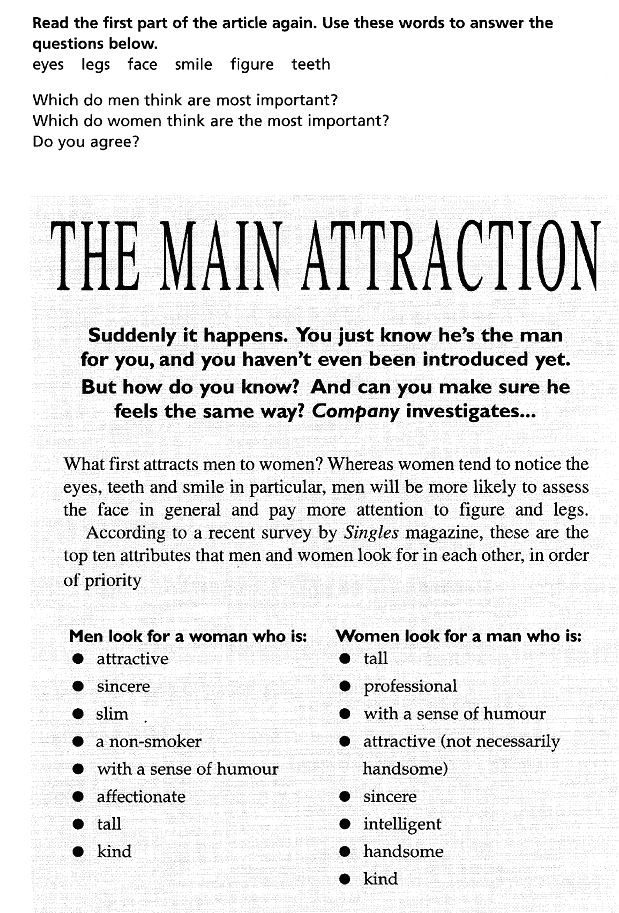 Read the first part of the article again. Use these words to answer the
questions below.
eyes legs face smile figure teeth
Which do men think are most important?
Which do women think are the most important?
Do you agree?
THE MAIN ATTRACTION
Suddenly it happens. You just know he's the man
for you, and you haven't even been introduced yet.
But how do you know? And can you make sure he
feels the same way? Company investigates...
What first attracts men to women? Whereas women tend to notice the
eyes, teeth and smile in particular, men will be more likely to assess
the face in general and pay more attention to figure and legs.
According to a recent survey by Singles magazine, these are the
top ten attributes that men and women look for in each other, in order
of priority
Men look for a woman who is:
● attractive
● sincere
● slim
● a non-smoker
● with a sense of humour
● affectionate
● tall
● kind
Women look for a man who is:
● tall
● professional
● with a sense of humour
● attractive (not necessarily
handsome)
● sincere
● intelligent
● handsome
● kind